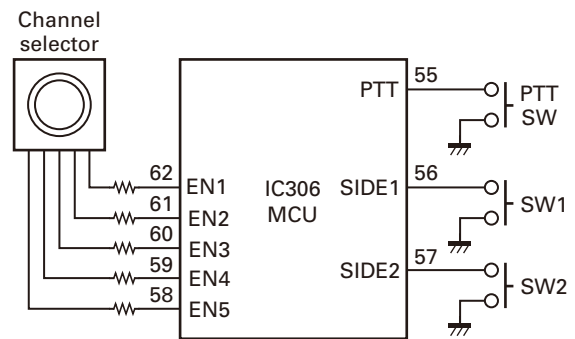 Channel
selector
62
61
60
59
58
EN1
EN2
EN3
EN4
EN5
IC306
MCU
PTT
SIDE1
SIDE2
55
56
57
PTT
SW
SW1
SW2